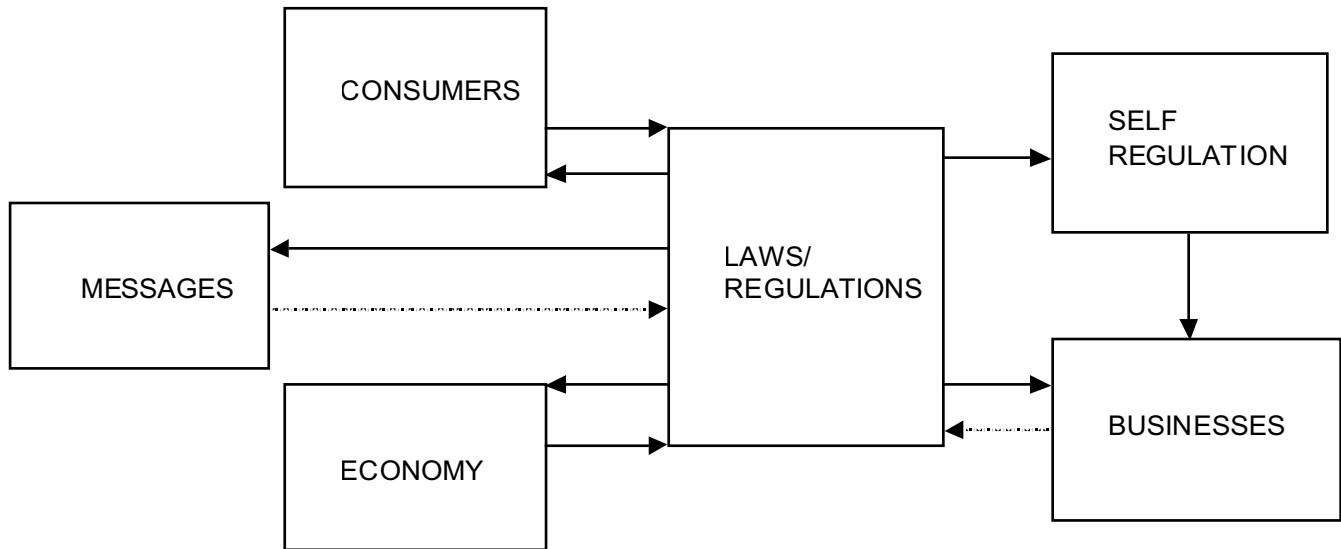 CONSUMERS
SELF
REGULATION
MESSAGES
LAWS/
REGULATIONS
BUSINESSES
ECONOMY